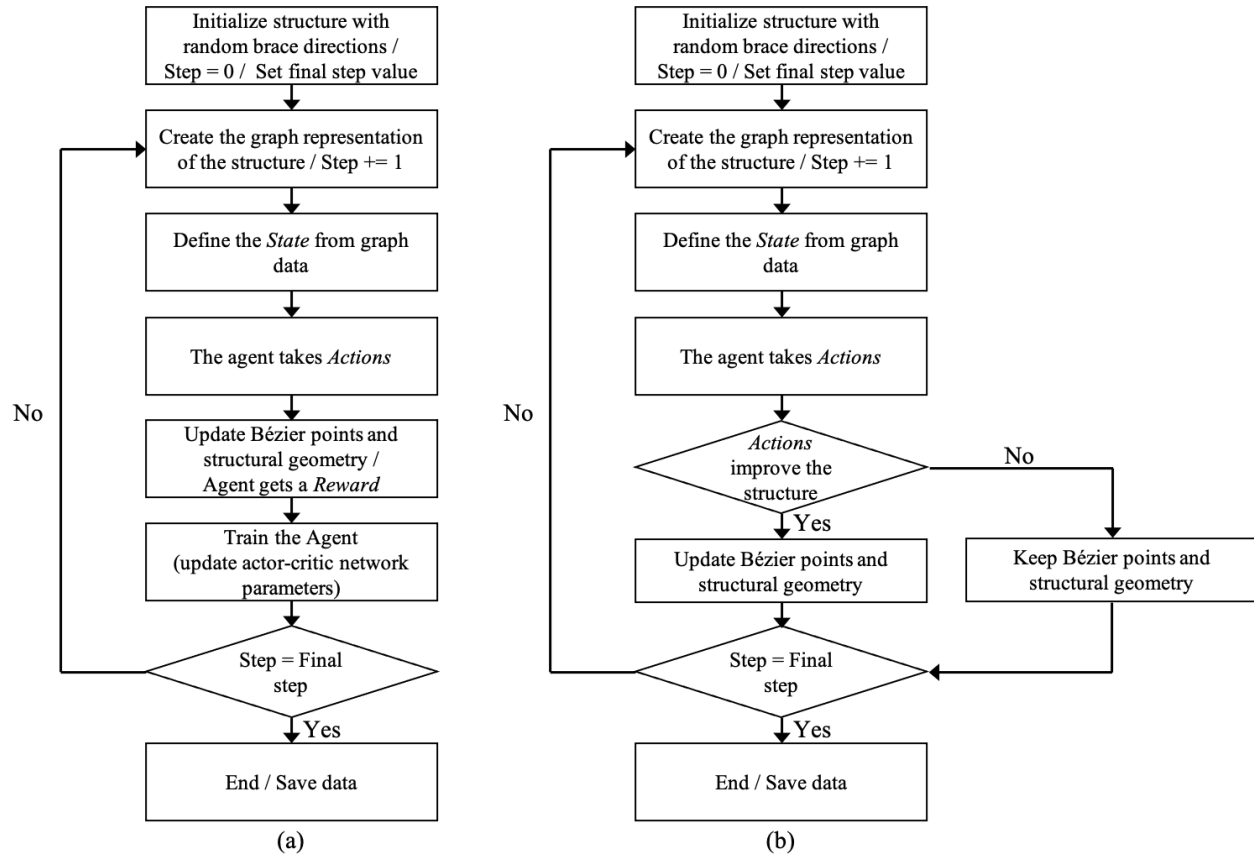 Initialize structure with
random brace directions /
Step = 0 /  Set final step value
Create the graph representation
of the structure / Step += 1
Define the State from graph
data
The agent takes Actions
No
Update Bézier points and
structural geometry /
Agent gets a Reward
Train the Agent
(update actor-critic network
parameters)
Step = Final
step
Yes
End / Save data
(a)
Initialize structure with
random brace directions /
Step = 0 / Set final step value
Create the graph representation
of the structure / Step += 1
Define the State from graph
data
The agent takes Actions
No
Actions
improve the
structure
No
Yes
Update Bézier points and
structural geometry
Keep Bézier points and
structural geometry
Step = Final
step
Yes
End / Save data
(b)